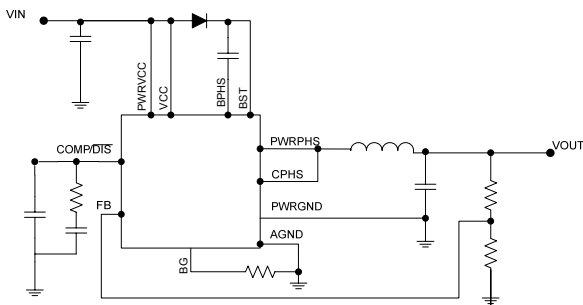 VIN
PWRVCC
VCC
BPHS
BST
COMP/DIS
PWRPHS
VOUT
CPHS
FB
PWRGND
AGND
BG